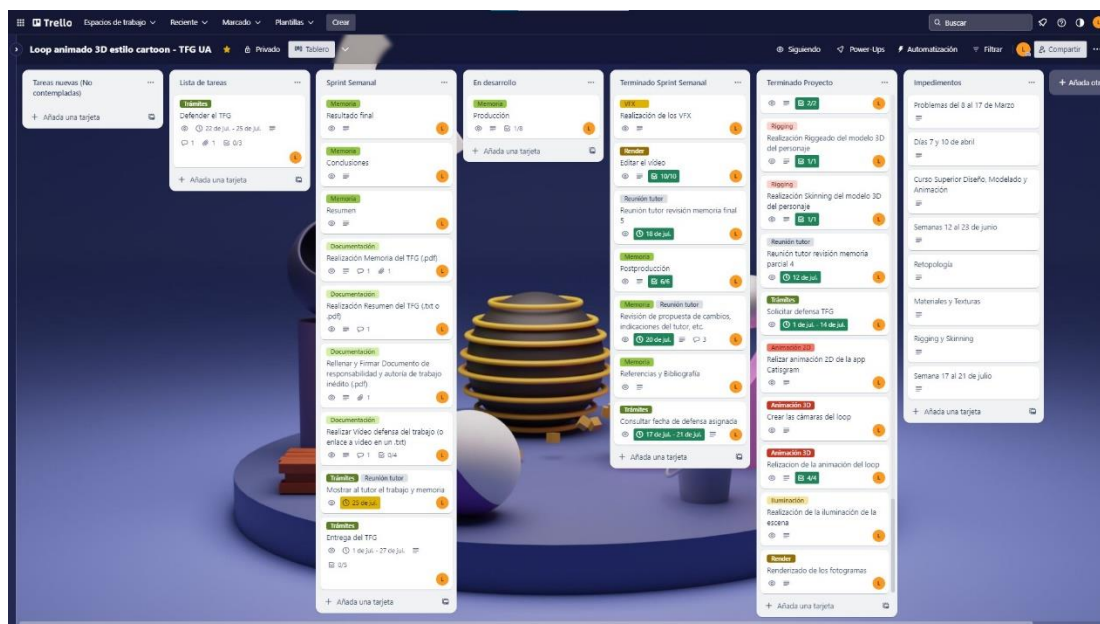 Trello Espacios de trabajo Reciente Marcado Plantillas Crear Buscar
Loop animado 3D estilo cartoon - TFG UA Privado Tablero Siguiendo Power-Ups Automatización Filtrar L Compartir
Tareas nuevas (No
contempladas)
+ Añada una tarjeta
Lista de tareas
Trámites
Defender el TFG
22 de jul. - 25 de jul.
1 1 0/3
L
+ Añada una tarjeta
Sprint Semanal
Memoria
Resultado final
L
Memoria
Conclusiones
L
Memoria
Resumen
L
Documentación
Realización Memoria del TFG (.pdf)
1 1 L
Documentación
Realización Resumen del TFG (.txt o
.pdf)
1 L
Documentación
Rellenar y Firmar Documento de
responsabilidad y autoría de trabajo
inédito (.pdf)
1 L
Documentación
Realizar Vídeo defensa del trabajo (o
enlace a vídeo en un .txt)
1 0/4 L
Trámites Reunión tutor
Mostrar al tutor el trabajo y memoria
23 de jul. L
Trámites
Entrega del TFG
1 de jul. - 27 de jul.
0/3
L
+ Añada una tarjeta
En desarrollo
Memoria
Producción
1/8 L
+ Añada una tarjeta
Terminado Sprint Semanal
VFX
Realización de los VFX
L
Render
Editar el vídeo
10/10 L
Reunión tutor
Reunión tutor revisión memoria final
5
18 de jul. L
Memoria
Postproducción
6/6 L
Memoria Reunión tutor
Revisión de propuesta de cambios,
indicaciones del tutor, etc.
20 de jul. 3 L
Memoria
Referencias y Bibliografía
L
Trámites
Consultar fecha de defensa asignada
17 de jul. - 21 de jul. L
+ Añada una tarjeta
Terminado Proyecto
2/2 L
Rigging
Realización Riggeado del modelo 3D
del personaje
1/1 L
Rigging
Realización Skinning del modelo 3D
del personaje
1/1 L
Reunión tutor
Reunión tutor revisión memoria
parcial 4
12 de jul. L
Trámites
Solicitar defensa TFG
1 de jul. - 14 de jul. L
Animación 2D
Relizar animación 2D de la app
Catisgram
L
Animación 3D
Crear las cámaras del loop
L
Animación 3D
Relizacion de la animación del loop
4/4 L
Iluminación
Realización de la iluminación de la
escena
L
Render
Renderizado de los fotogramas
L
+ Añada una tarjeta
Impedimentos
Problemas del 8 al 17 de Marzo
Días 7 y 10 de abril
Curso Superior Diseño, Modelado y
Animación
Semanas 12 al 23 de junio
Retopología
Materiales y Texturas
Rigging y Skinning
Semana 17 al 21 de julio
+ Añada una tarjeta
+ Añada otr